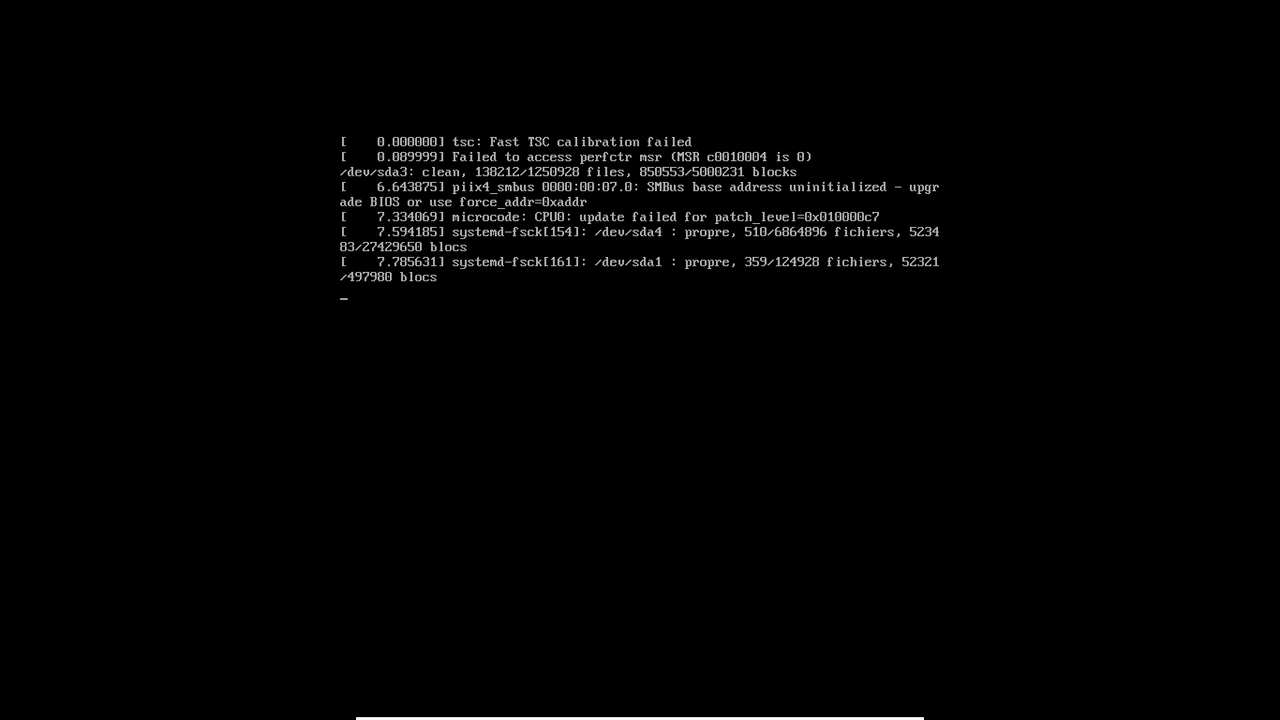 [    0.000000] tsc: Fast TSC calibration failed
[    0.089999] Failed to access perfctr msr (MSR c0010004 is 0)
/dev/sda3: clean, 138212/1250928 files, 850553/5000231 blocks
[    6.643875] piix4_smbus 0000:00:07.0: SMBus base address uninitialized - upgr
ade BIOS or use force_addr=0xaddr
[    7.334069] microcode: CPU0: update failed for patch_level=0x010000c7
[    7.594185] systemd-fsck[154]: /dev/sda4 : propre, 510/6864896 fichiers, 5234
83/27429650 blocs
[    7.785631] systemd-fsck[161]: /dev/sda1 : propre, 359/124928 fichiers, 52321
/497980 blocs
_